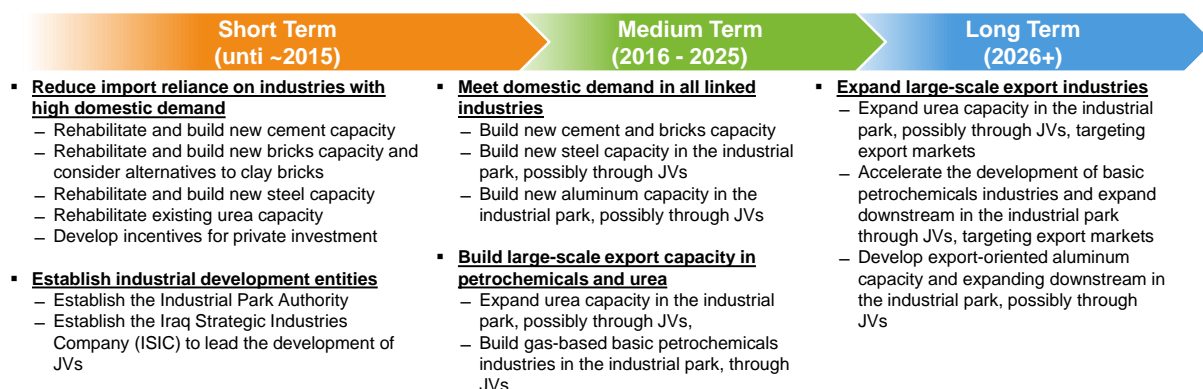 Short Term
(unti ~2015)
Medium Term
(2016 - 2025)
Long Term
(2026+)
▪ Reduce import reliance on industries with
high domestic demand
– Rehabilitate and build new cement capacity
– Rehabilitate and build new bricks capacity and
consider alternatives to clay bricks
– Rehabilitate and build new steel capacity
– Rehabilitate existing urea capacity
– Develop incentives for private investment
▪ Establish industrial development entities
– Establish the Industrial Park Authority
– Establish the Iraq Strategic Industries
Company (ISIC) to lead the development of
JVs
▪ Meet domestic demand in all linked
industries
– Build new cement and bricks capacity
– Build new steel capacity in the industrial
park, possibly through JVs
– Build new aluminum capacity in the
industrial park, possibly through JVs
▪ Build large-scale export capacity in
petrochemicals and urea
– Expand urea capacity in the industrial
park, possibly through JVs,
– Build gas-based basic petrochemicals
industries in the industrial park, through
JVs
▪ Expand large-scale export industries
– Expand urea capacity in the industrial
park, possibly through JVs, targeting
export markets
– Accelerate the development of basic
petrochemicals industries and expand
downstream in the industrial park
through JVs, targeting export markets
– Develop export-oriented aluminum
capacity and expanding downstream in
the industrial park, possibly through
JVs